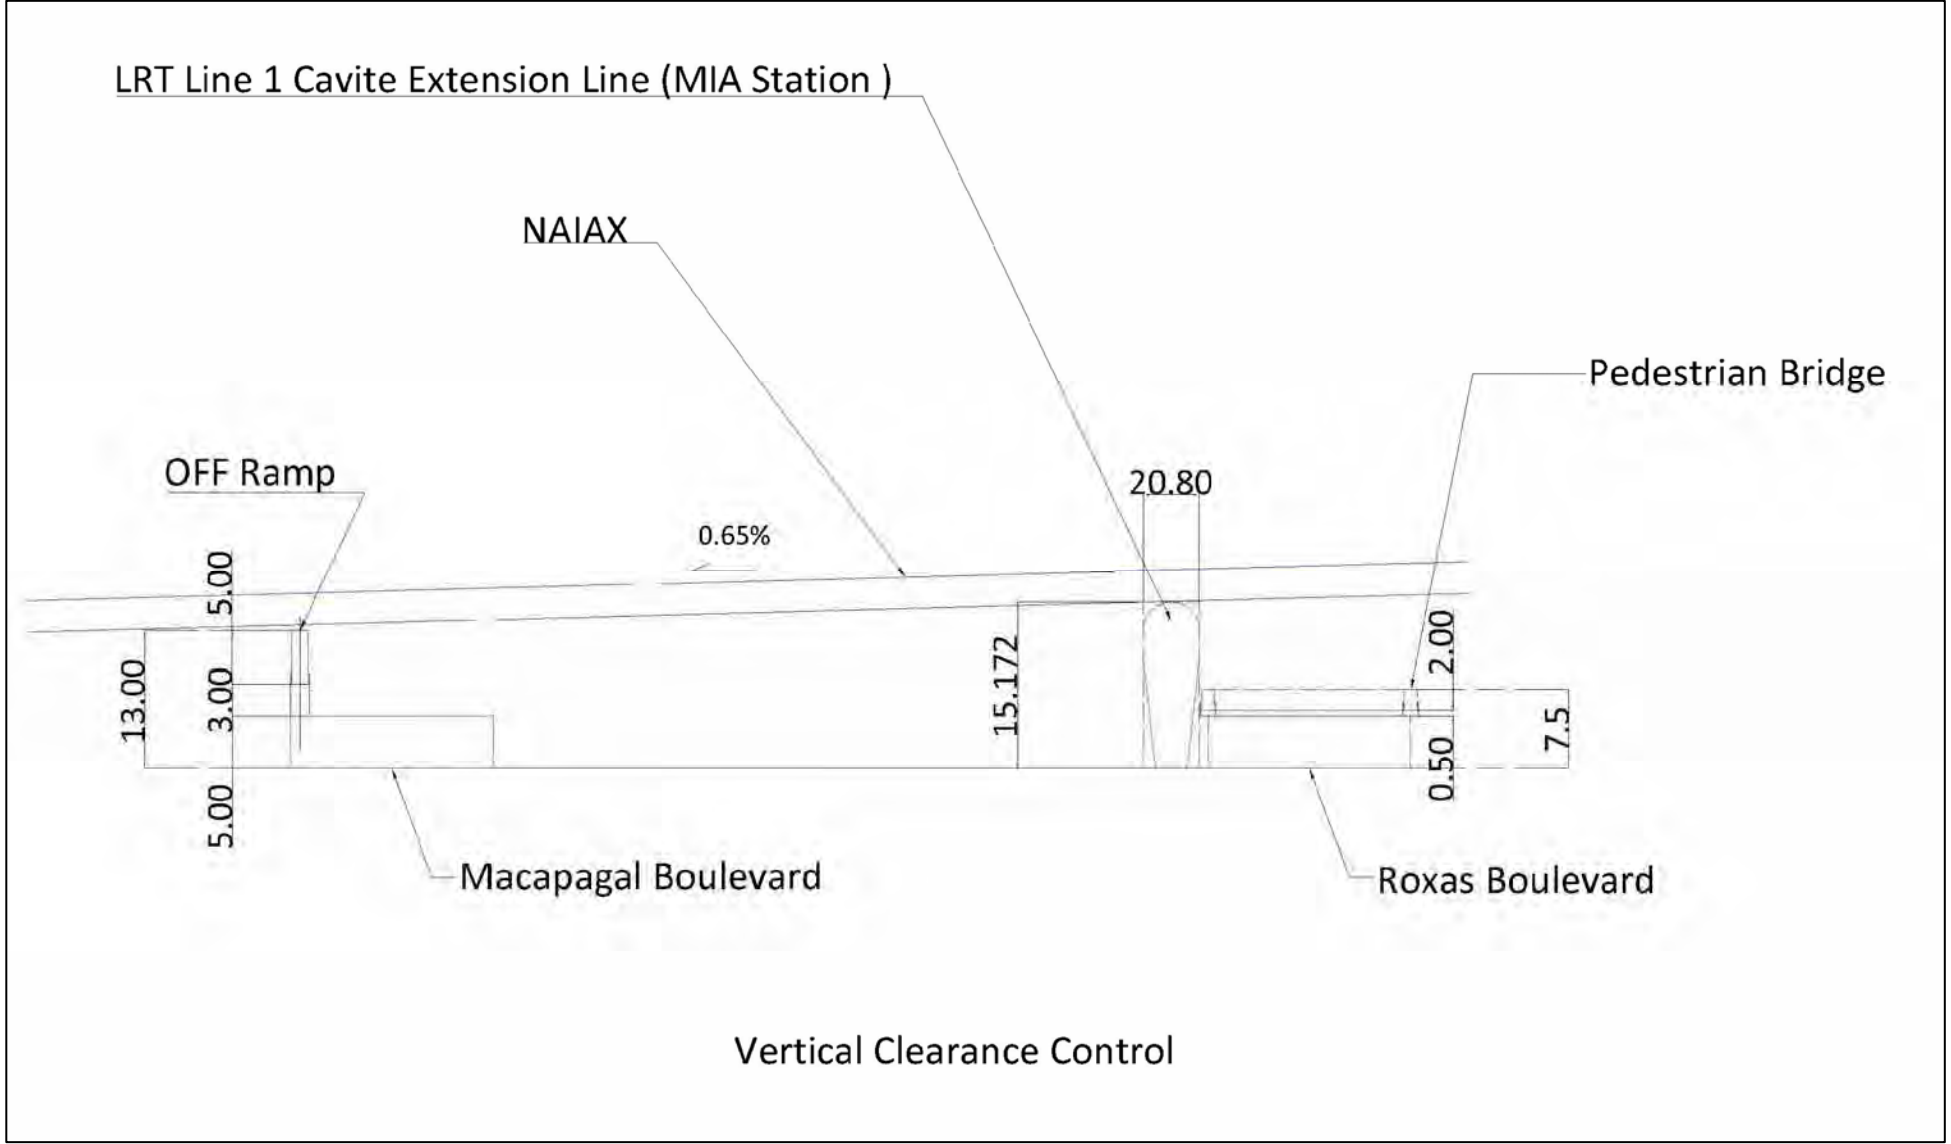 LRT Line 1 Cavite Extension Line (MIA Station )
NAIAX
Pedestrian Bridge
OFF Ramp
20.80
0.65%
5.00
2.00
13.00
3.00
15.172
7.5
0.50
5.00
Macapagal Boulevard
Roxas Boulevard
Vertical Clearance Control